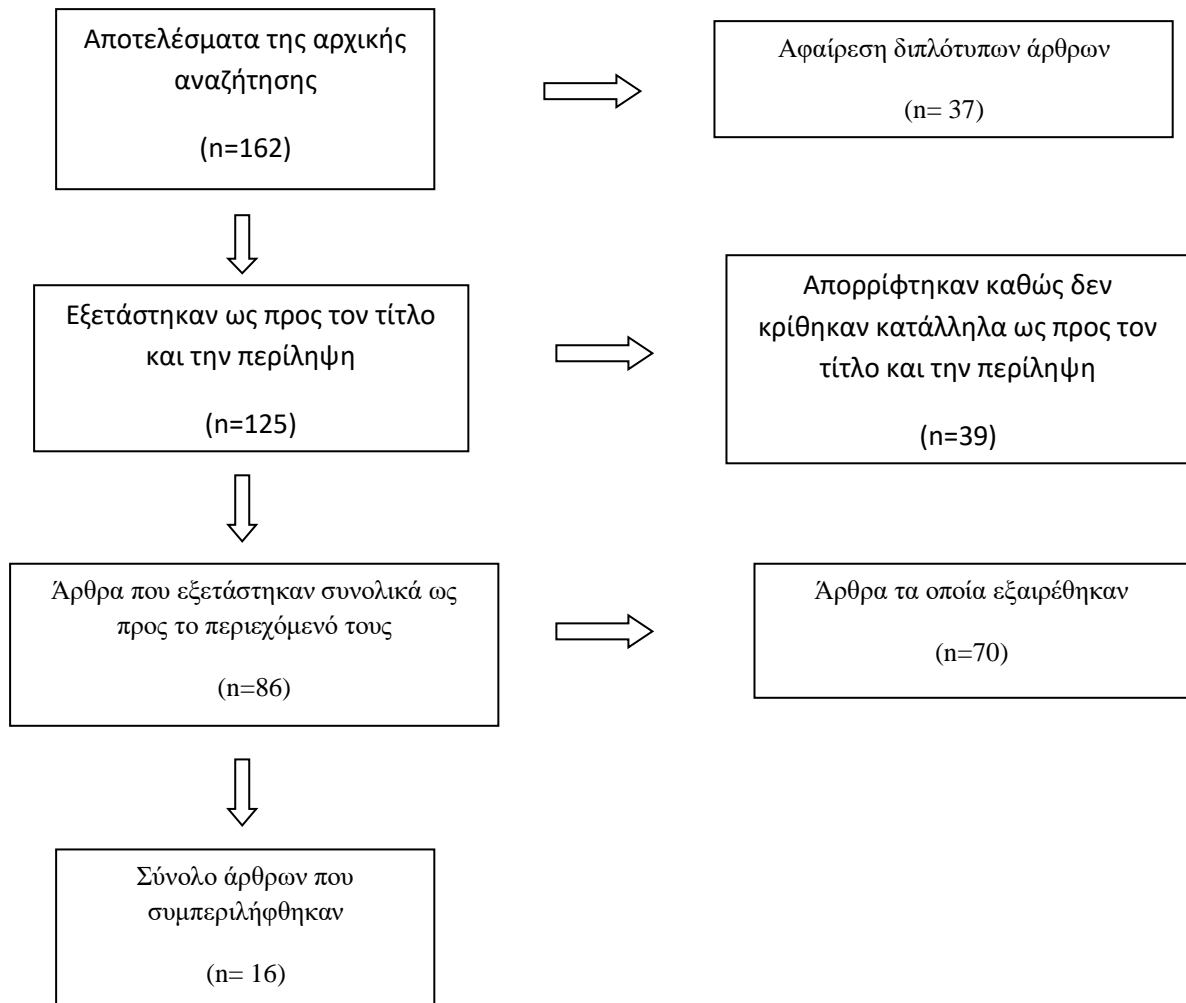 Αποτελέσματα της αρχικής
αναζήτησης
(n=162)
Αφαίρεση διπλότυπων άρθρων
(n= 37)
Εξετάστηκαν ως προς τον τίτλο
και την περίληψη
(n=125)
Απορρίφτηκαν καθώς δεν
κρίθηκαν κατάλληλα ως προς τον
τίτλο και την περίληψη
(n=39)
Άρθρα που εξετάστηκαν συνολικά ως
προς το περιεχόμενό τους
(n=86)
Άρθρα τα οποία εξαιρέθηκαν
(n=70)
Σύνολο άρθρων που
συμπεριλήφθηκαν
(n= 16)